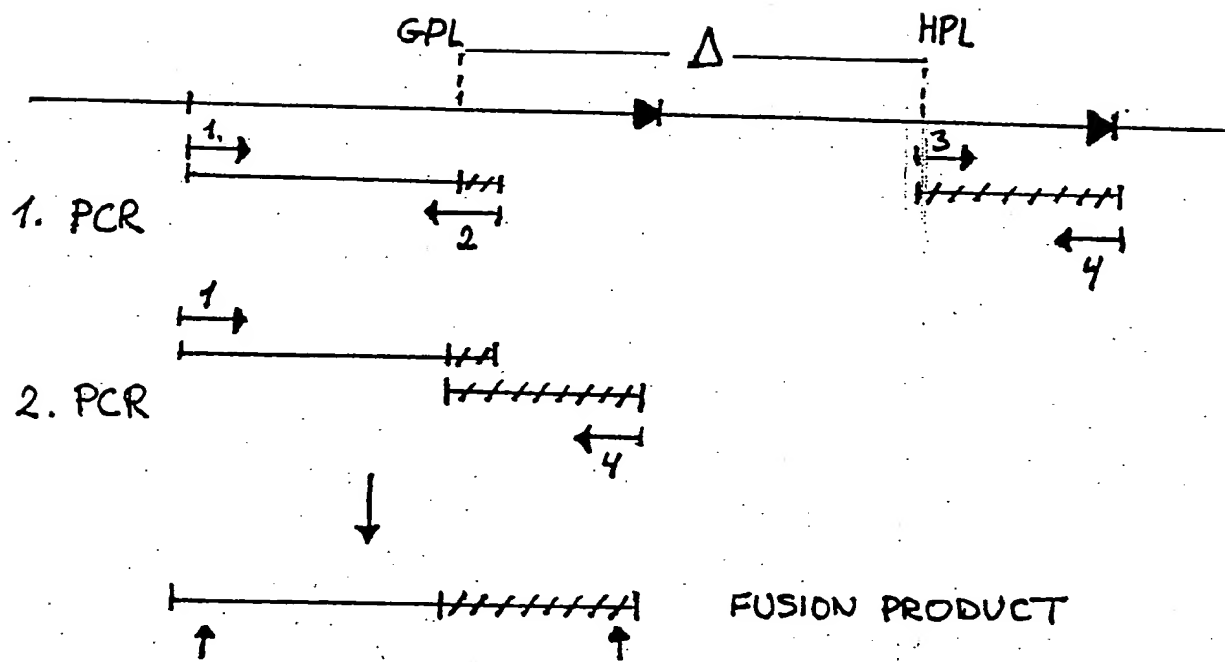 GPL Δ HPL
1. 3
1. PCR
2 4
1
2. PCR
4
FUSION PRODUCT